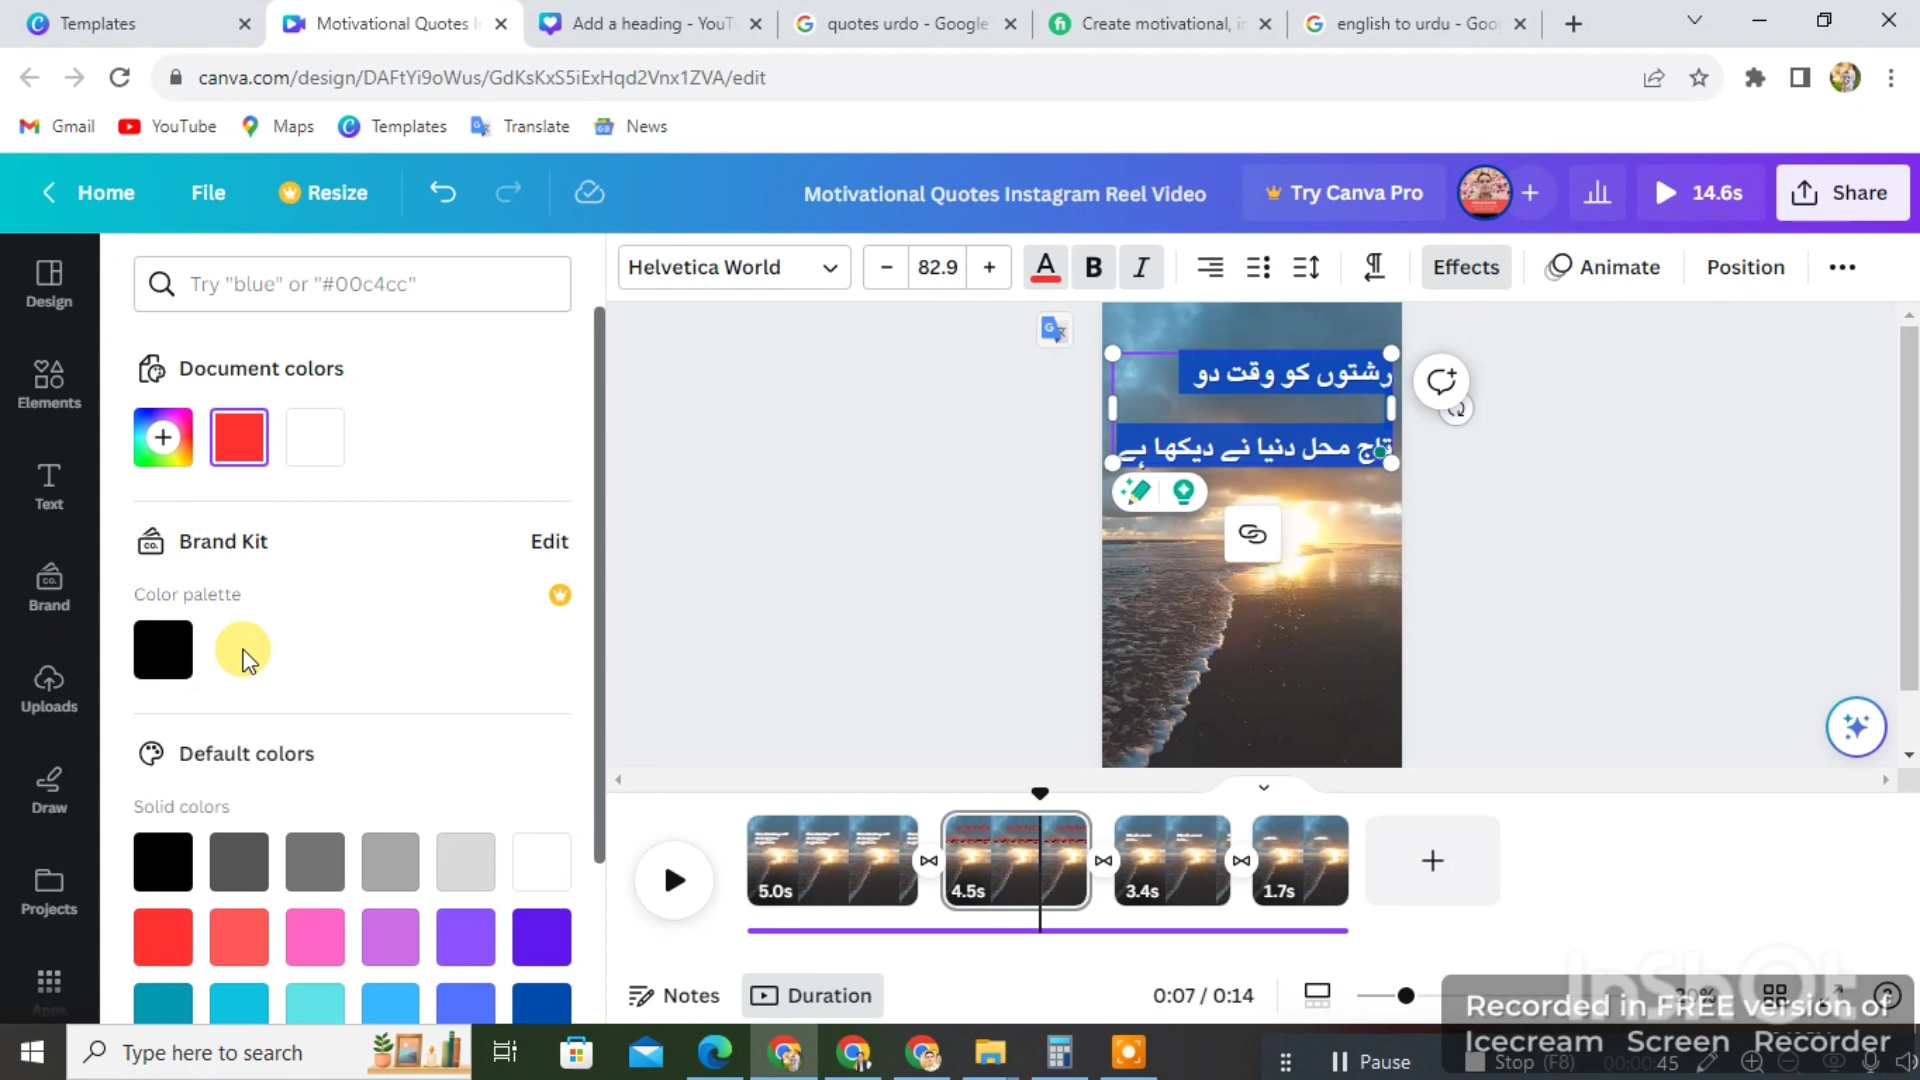 Templates
Motivational Quotes I
Add a heading - YouT
quotes urdo - Google
Create motivational, i
english to urdu - Goo
canva.com/design/DAFtYi9oWus/GdKsKxS5iExHqd2Vnx1ZVA/edit
Gmail
YouTube
Maps
Templates
Translate
News
Home
File
Resize
Motivational Quotes Instagram Reel Video
Try Canva Pro
14.6s
Share
Design
Elements
Text
Brand
Uploads
Draw
Projects
Apps
Try "blue" or "#00c4cc"
Document colors
Brand Kit
Edit
Color palette
Default colors
Solid colors
Helvetica World
82.9
A
B
I
Effects
Animate
Position
رشتوں کو وقت دو
تاج محل دنیا نے دیکھا ہے
5.0s
4.5s
3.4s
1.7s
Notes
Duration
0:07 / 0:14
InShOt
Recorded in FREE version of
Icecream Screen Recorder
Type here to search
Pause
Stop (F8)
00:00:45